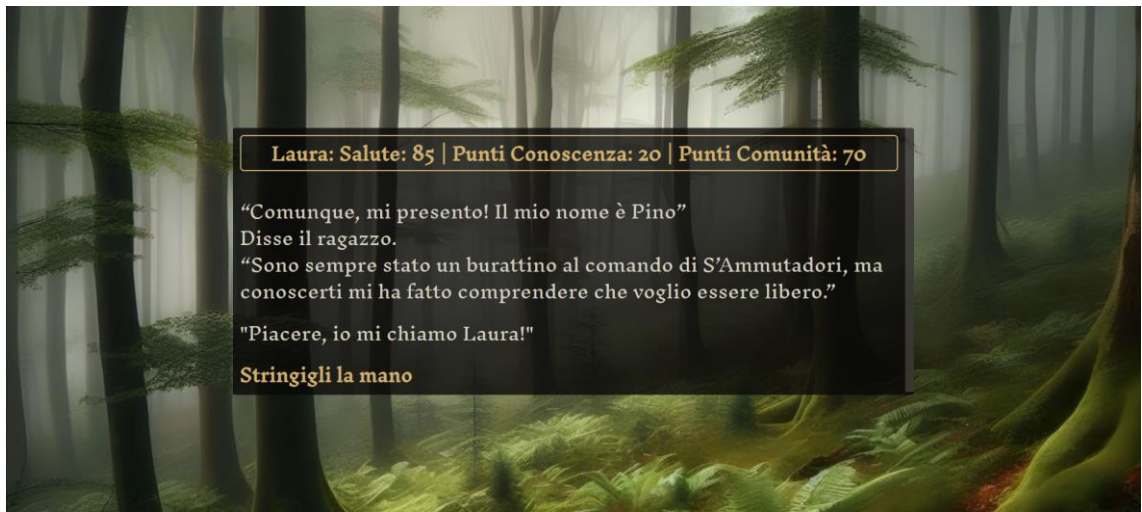 Laura: Salute: 85 | Punti Conoscenza: 20 | Punti Comunità: 70
“Comunque, mi presento! Il mio nome è Pino”
Disse il ragazzo.
“Sono sempre stato un burattino al comando di S’Ammutadori, ma
conoscerti mi ha fatto comprendere che voglio essere libero.”
"Piacere, io mi chiamo Laura!"
Stringigli la mano